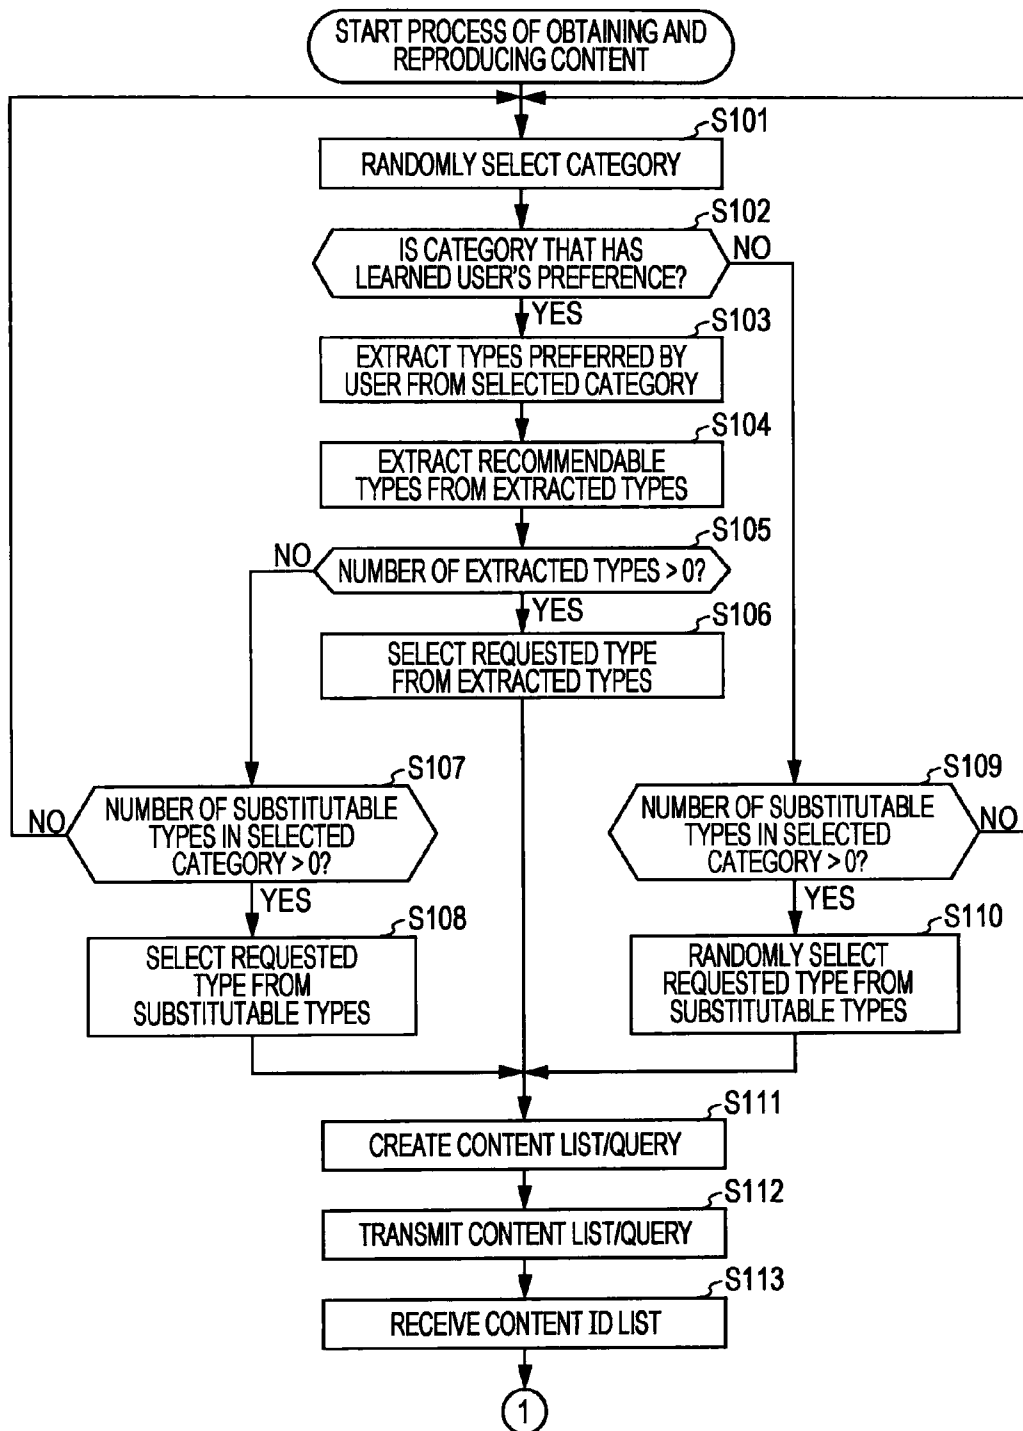 START PROCESS OF OBTAINING AND
REPRODUCING CONTENT
S101
RANDOMLY SELECT CATEGORY
S102
IS CATEGORY THAT HAS
LEARNED USER'S PREFERENCE?
NO
YES
S103
EXTRACT TYPES PREFERRED BY
USER FROM SELECTED CATEGORY
S104
EXTRACT RECOMMENDABLE
TYPES FROM EXTRACTED TYPES
S105
NO
NUMBER OF EXTRACTED TYPES > 0?
YES
S106
SELECT REQUESTED TYPE
FROM EXTRACTED TYPES
S107
NO
NUMBER OF SUBSTITUTABLE
TYPES IN SELECTED
CATEGORY > 0?
YES
S108
SELECT REQUESTED
TYPE FROM
SUBSTITUTABLE TYPES
S109
NUMBER OF SUBSTITUTABLE
TYPES IN SELECTED
CATEGORY > 0?
NO
YES
S110
RANDOMLY SELECT
REQUESTED TYPE FROM
SUBSTITUTABLE TYPES
S111
CREATE CONTENT LIST/QUERY
S112
TRANSMIT CONTENT LIST/QUERY
S113
RECEIVE CONTENT ID LIST
1